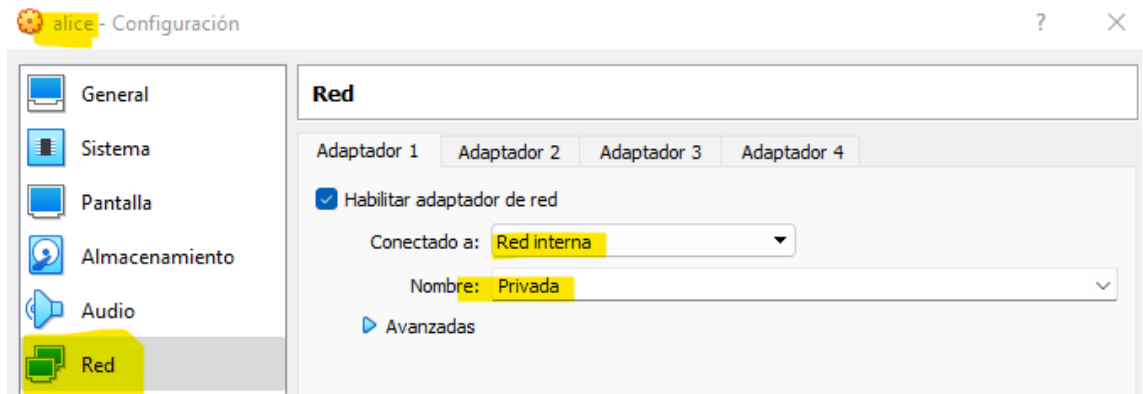 alice - Configuración ? ×
General
Sistema
Pantalla
Almacenamiento
Audio
Red
Red
Adaptador 1 Adaptador 2 Adaptador 3 Adaptador 4
Habilitar adaptador de red
Conectado a: Red interna
Nombre: Privada
Avanzadas